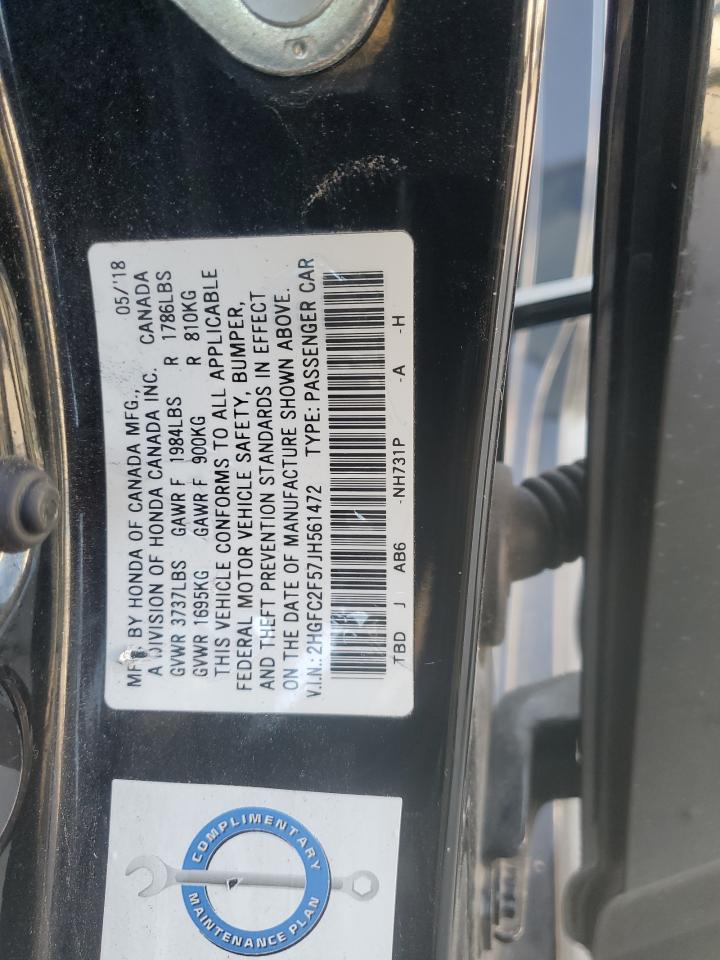 MFD. BY HONDA OF CANADA MFG., 05/'18
A DIVISION OF HONDA CANADA INC. CANADA
GVWR 3737LBS GAWR F 1984LBS R 1786LBS
GVWR 1695KG GAWR F 900KG R 810KG
THIS VEHICLE CONFORMS TO ALL APPLICABLE
FEDERAL MOTOR VEHICLE SAFETY, BUMPER,
AND THEFT PREVENTION STANDARDS IN EFFECT
ON THE DATE OF MANUFACTURE SHOWN ABOVE.
V.I.N.: 2HGFC2F57JH561472 TYPE: PASSENGER CAR
TBD J AB6 -NH731P -A -H
COMPLIMENTARY
MAINTENANCE PLAN